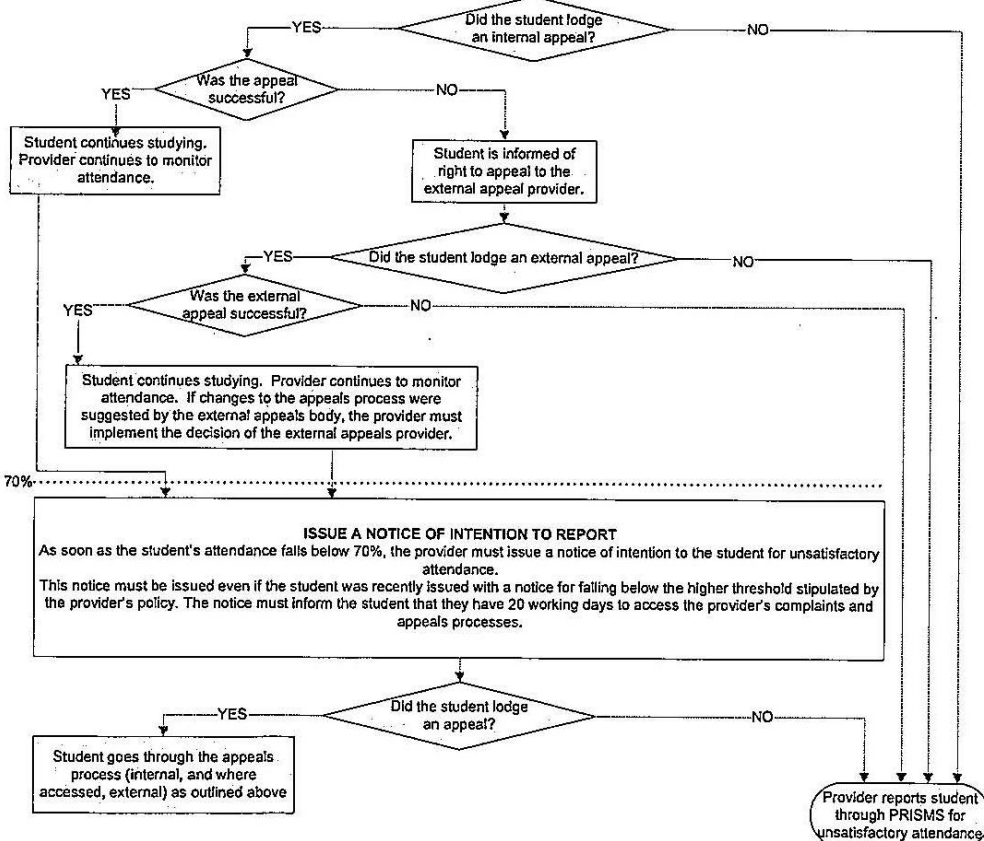 Did the student lodge
an internal appeal?
YES
NO
Was the appeal
successful?
YES
NO
Student continues studying.
Provider continues to monitor
attendance.
Student is informed of
right to appeal to the
external appeal provider.
Did the student lodge an external appeal?
YES
NO
Was the external
appeal successful?
YES
NO
Student continues studying. Provider continues to monitor
attendance. If changes to the appeals process were
suggested by the external appeals body, the provider must
implement the decision of the external appeals provider.
70%
ISSUE A NOTICE OF INTENTION TO REPORT
As soon as the student's attendance falls below 70%, the provider must issue a notice of intention to the student for unsatisfactory
attendance.
This notice must be issued even if the student was recently issued with a notice for falling below the higher threshold stipulated by
the provider's policy. The notice must inform the student that they have 20 working days to access the provider's complaints and
appeals processes.
Did the student lodge
an appeal?
YES
NO
Student goes through the appeals
process (internal, and where
accessed, external) as outlined above
Provider reports student
through PRISMS for
unsatisfactory attendance